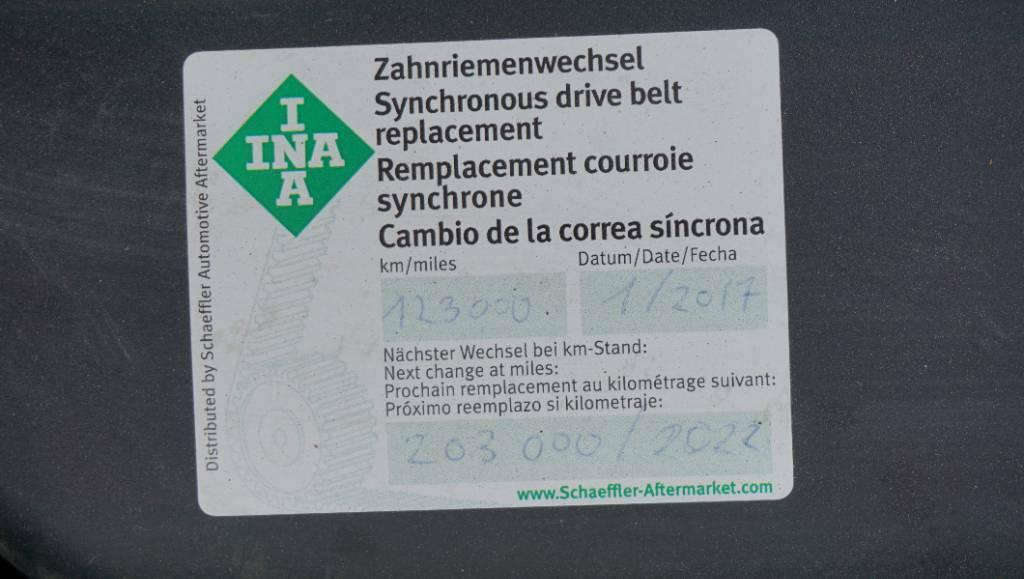 INA
INA
Distributed by Schaeffler Automotive Aftermarket
Zahnriemenwechsel
Synchronous drive belt
replacement
Remplacement courroie
synchrone
Cambio de la correa síncrona
km/miles
Datum/Date/Fecha
123000
1/2017
Nächster Wechsel bei km-Stand:
Next change at miles:
Prochain remplacement au kilométrage suivant:
Próximo reemplazo si kilometraje:
203 000/2022
www.Schaeffler-Aftermarket.com